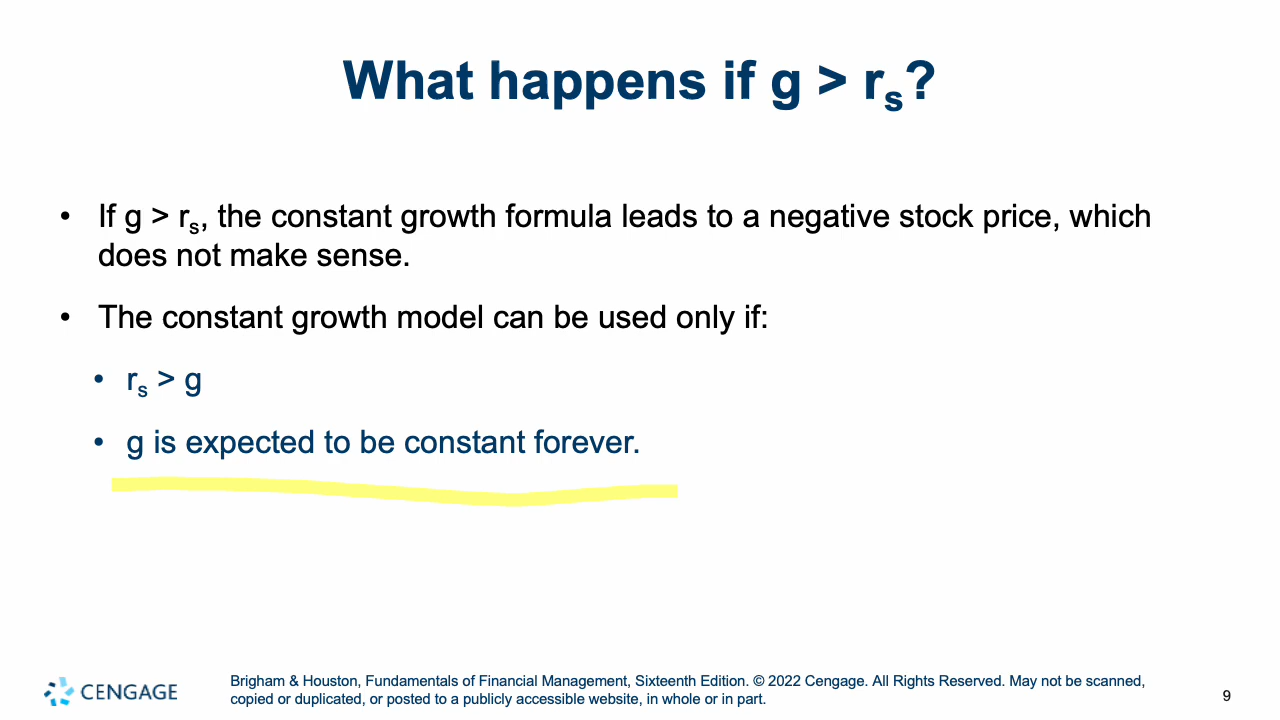 What happens if g > rs?
• If g > rs, the constant growth formula leads to a negative stock price, which
does not make sense.
• The constant growth model can be used only if:
• rs > g
• g is expected to be constant forever.
CENGAGE
Brigham & Houston, Fundamentals of Financial Management, Sixteenth Edition. © 2022 Cengage. All Rights Reserved. May not be scanned,
copied or duplicated, or posted to a publicly accessible website, in whole or in part.
9